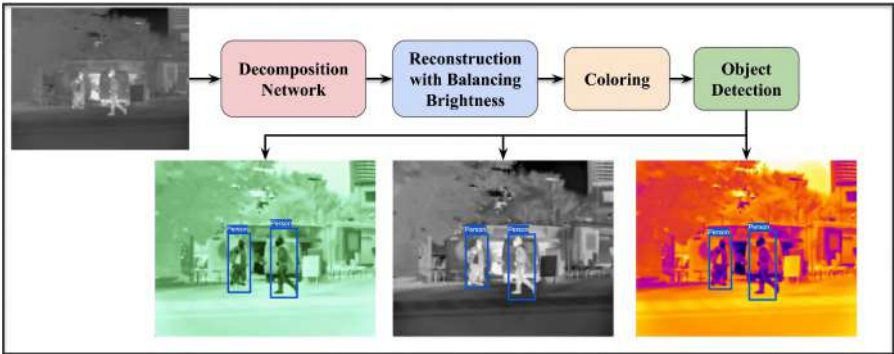 Decomposition
Network
Reconstruction
with Balancing
Brightness
Coloring
Object
Detection
Person
Person
Person
Person
Person
Person